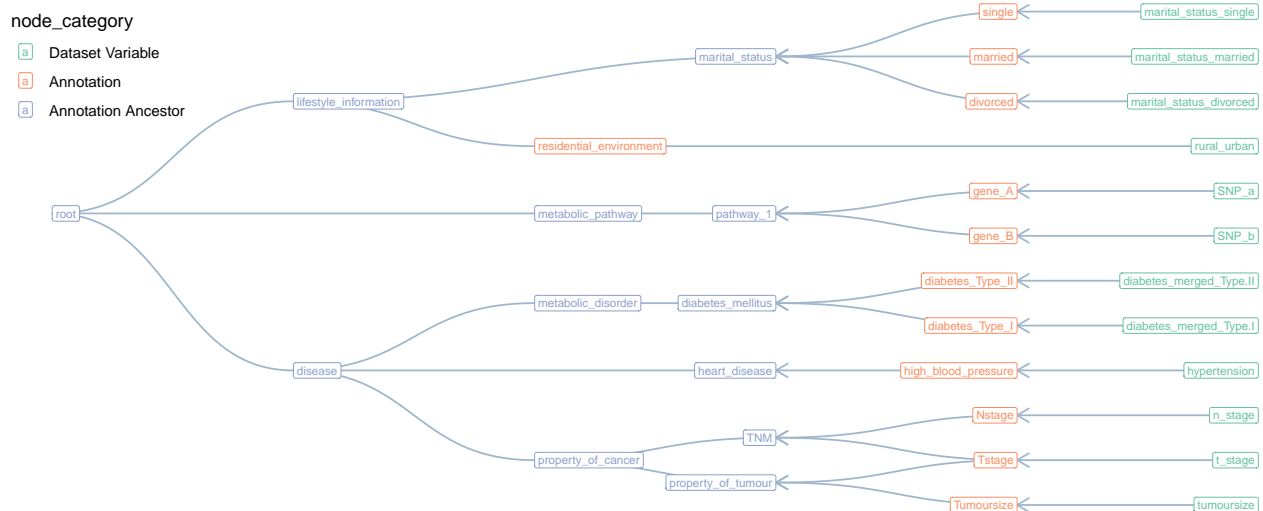 node_category
a Dataset Variable
a Annotation
a Annotation Ancestor
single
marital_status_single
marital_status
married
marital_status_married
lifestyle_information
divorced
marital_status_divorced
residential_environment
rural_urban
gene_A
SNP_a
root
metabolic_pathway
pathway_1
gene_B
SNP_b
diabetes_Type_II
diabetes_merged_Type.II
metabolic_disorder
diabetes_mellitus
diabetes_Type_I
diabetes_merged_Type.I
disease
heart_disease
high_blood_pressure
hypertension
Nstage
n_stage
TNM
property_of_cancer
Tstage
t_stage
property_of_tumour
Tumoursize
tumoursize